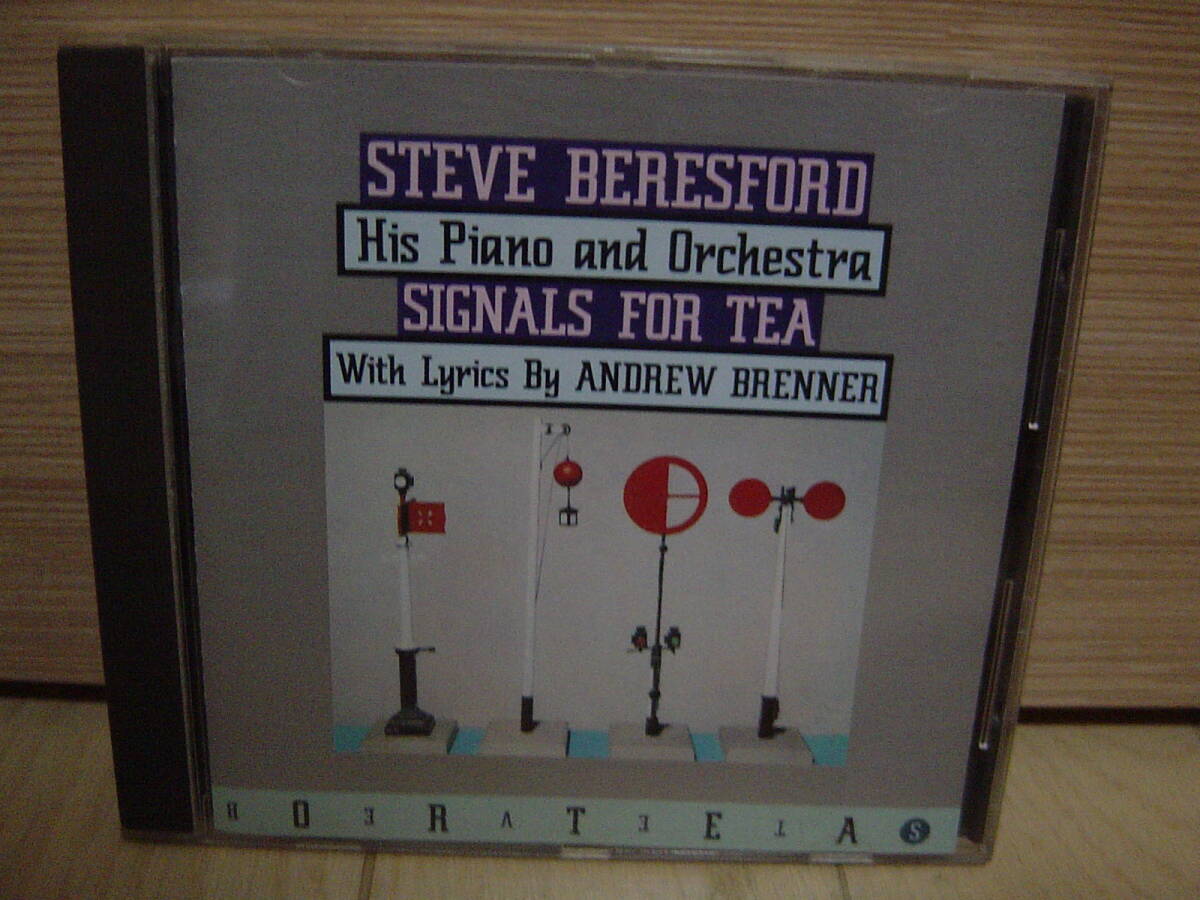 STEVE BERESFORD
His Piano and Orchestra
SIGNALS FOR TEA
With Lyrics By ANDREW BRENNER
O R T E A S